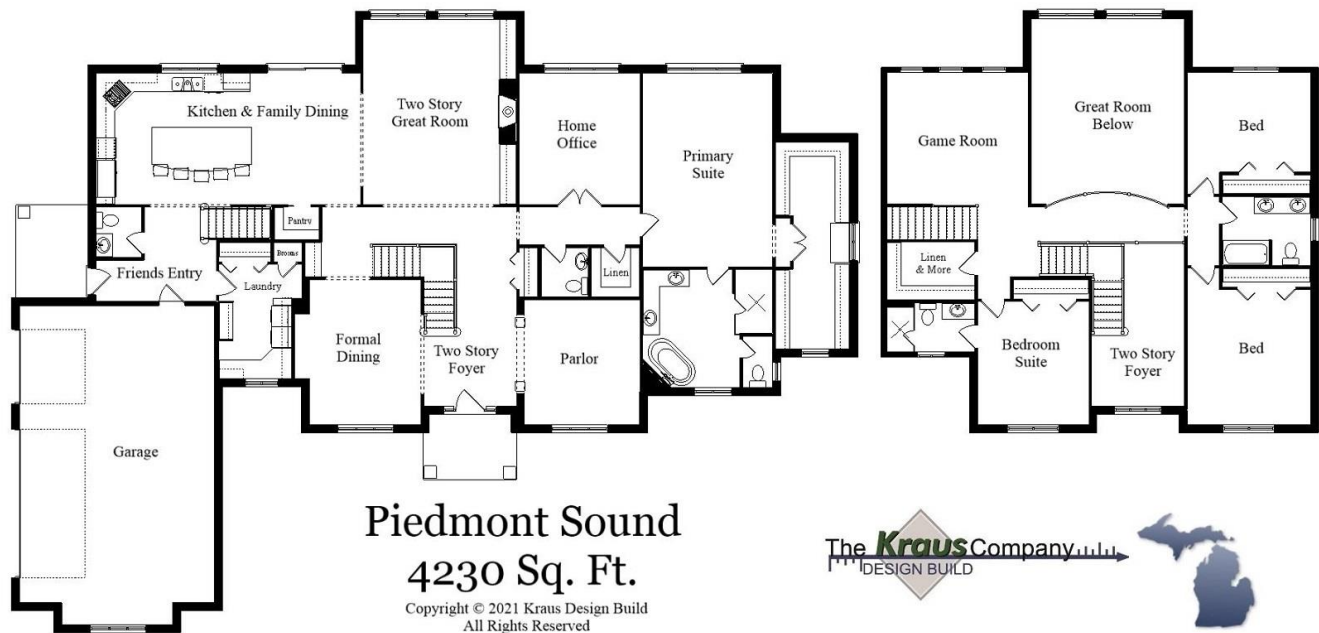 Kitchen & Family Dining
Two Story
Great Room
Home
Office
Primary
Suite
Pantry
Brooms
Friends Entry
Laundry
Linen
Formal
Dining
Two Story
Foyer
Parlor
Garage
Game Room
Great Room
Below
Bed
Linen
& More
Bedroom
Suite
Two Story
Foyer
Bed
Piedmont Sound
4230 Sq. Ft.
Copyright © 2021 Kraus Design Build
All Rights Reserved
The Kraus Company
DESIGN BUILD